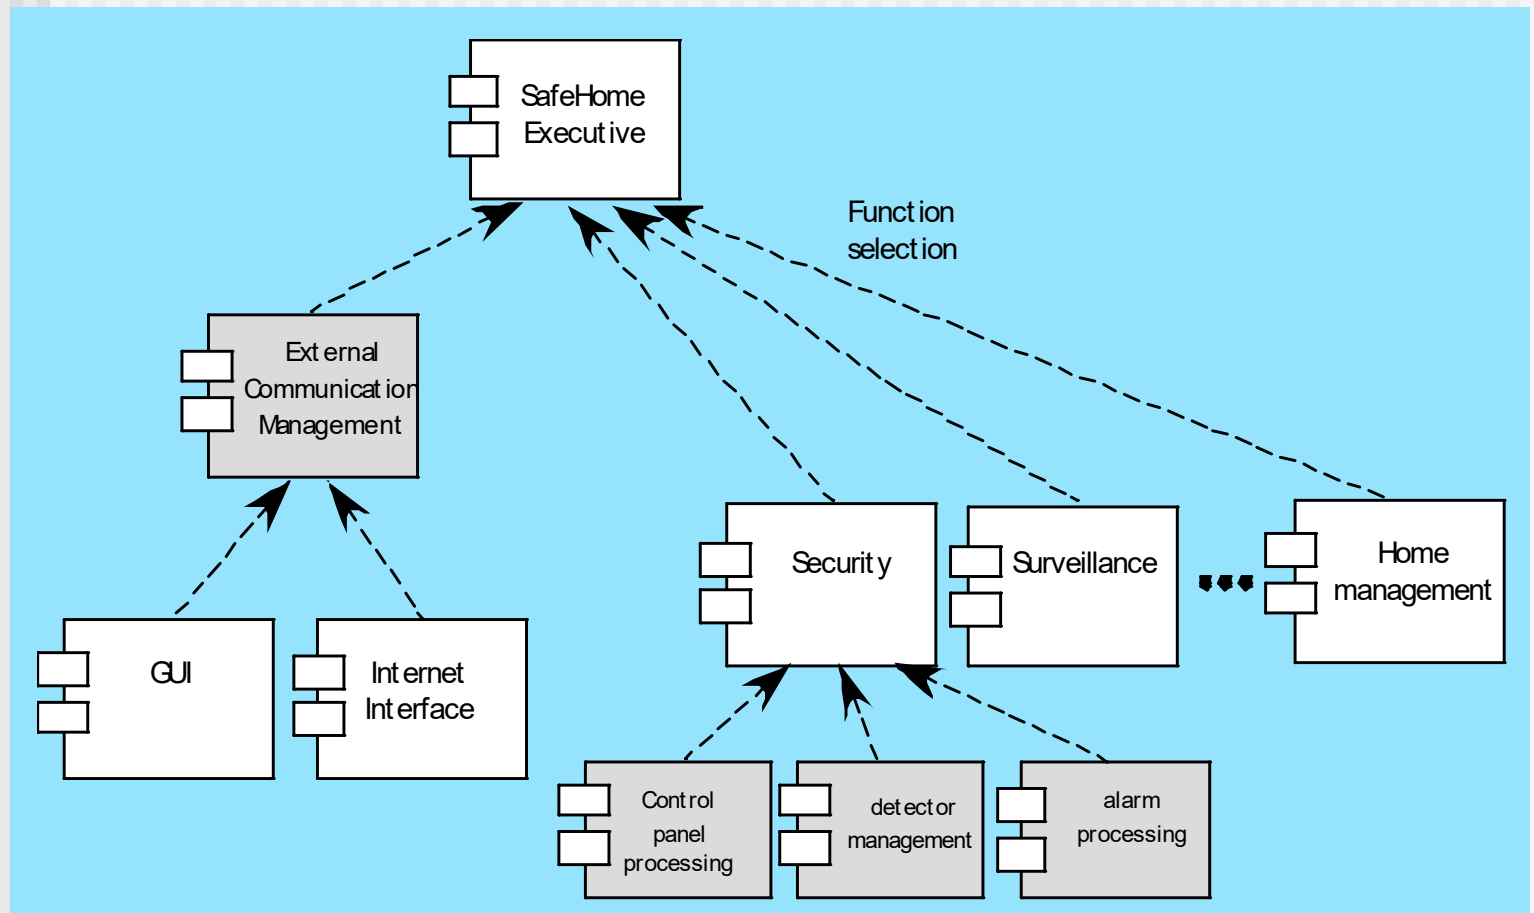 SafeHome
Executive
Function
selection
External
Communication
Management
Security
Surveillance
Home
management
GUI
Internet
Interface
Control
panel
processing
detector
management
alarm
processing